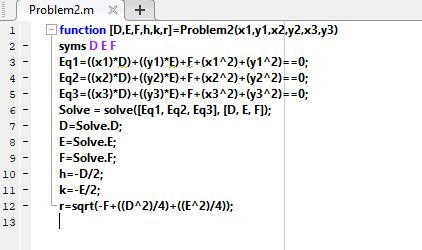 Problem2.m
1 function [D,E,F,h,k,r]=Problem2(x1,y1,x2,y2,x3,y3)
2 syms D E F
3 Eq1=((x1)*D)+((y1)*E)+F+(x1^2)+(y1^2)==0;
4 Eq2=((x2)*D)+((y2)*E)+F+(x2^2)+(y2^2)==0;
5 Eq3=((x3)*D)+((y3)*E)+F+(x3^2)+(y3^2)==0;
6 Solve = solve([Eq1, Eq2, Eq3], [D, E, F]);
7 D=Solve.D;
8 E=Solve.E;
9 F=Solve.F;
10 h=-D/2;
11 k=-E/2;
12 r=sqrt(-F+((D^2)/4)+((E^2)/4));
13